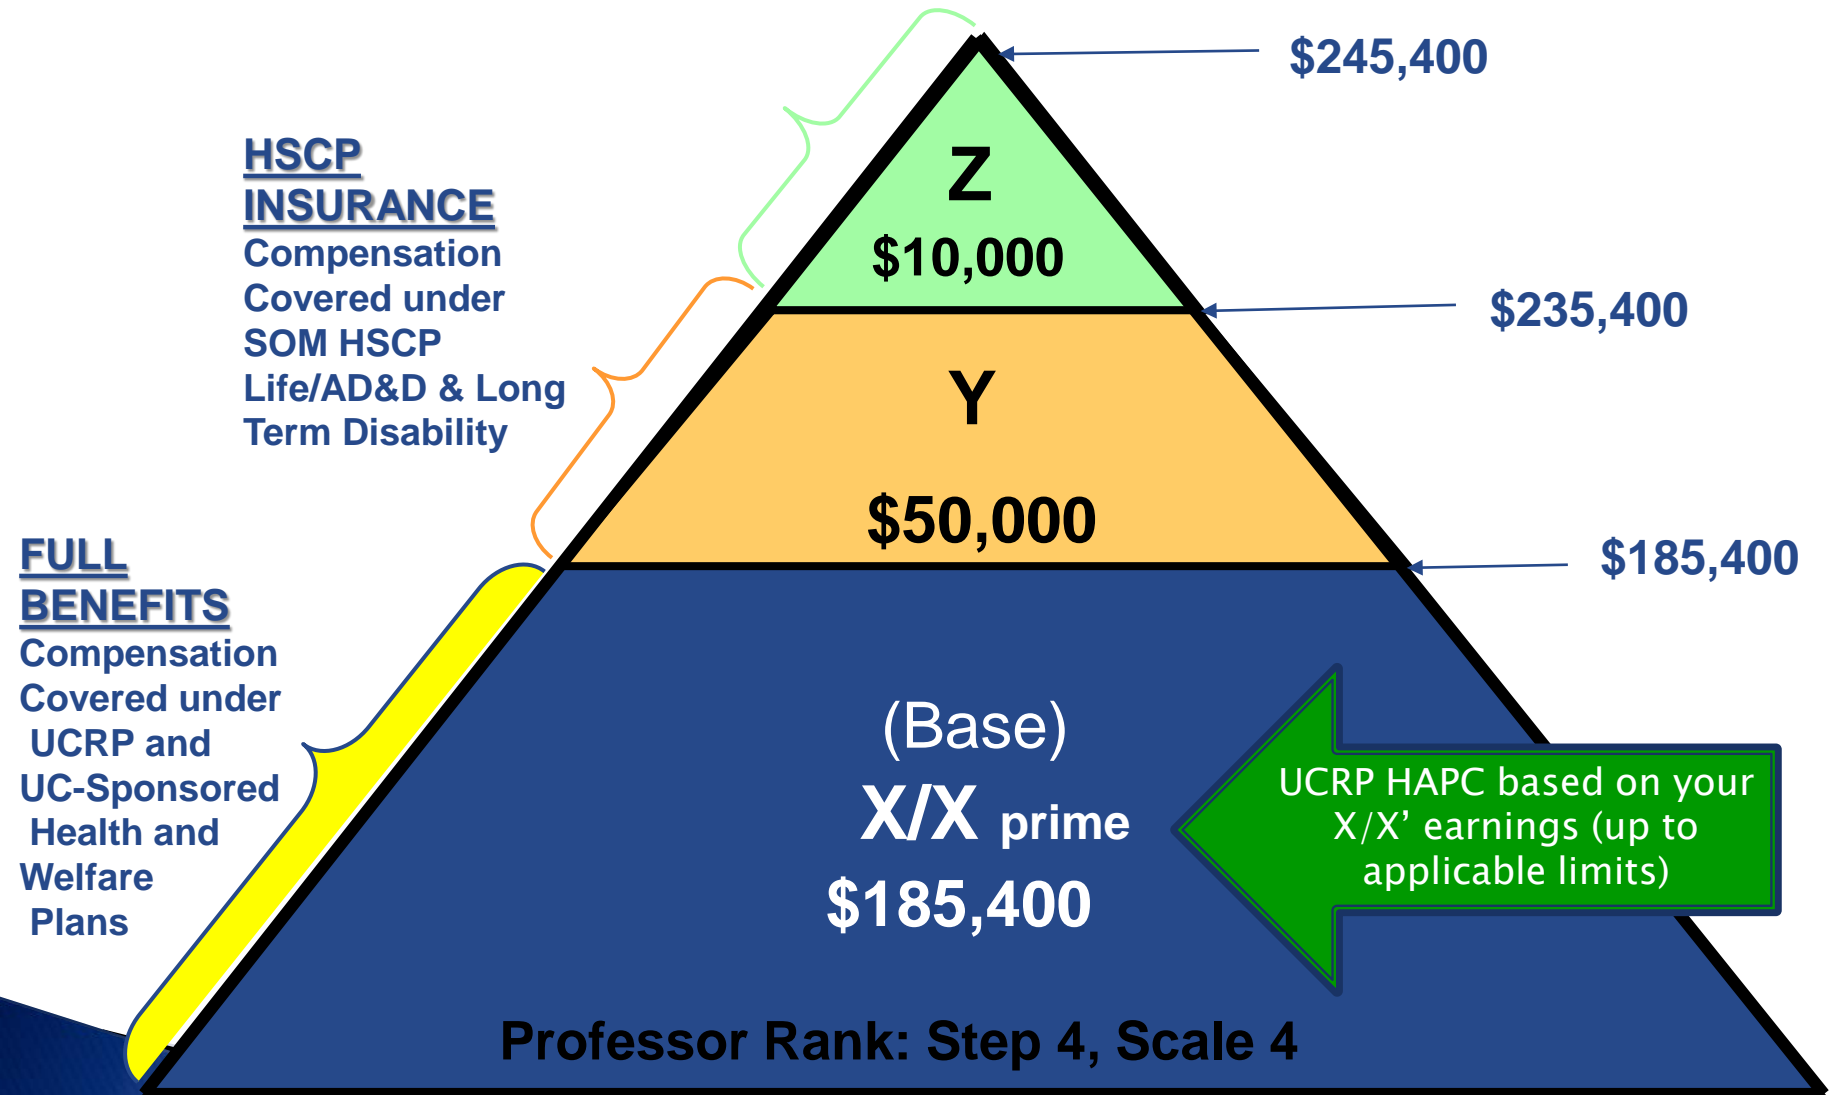 $245,400
HSCP
INSURANCE
Compensation
Covered under
SOM HSCP
Life/AD&D & Long
Term Disability
Z
$10,000
$235,400
Y
$50,000
$185,400
FULL
BENEFITS
Compensation
Covered under
UCRP and
UC-Sponsored
Health and
Welfare
Plans
(Base)
X/X prime
$185,400
UCRP HAPC based on your
X/X’ earnings (up to
applicable limits)
Professor Rank: Step 4, Scale 4